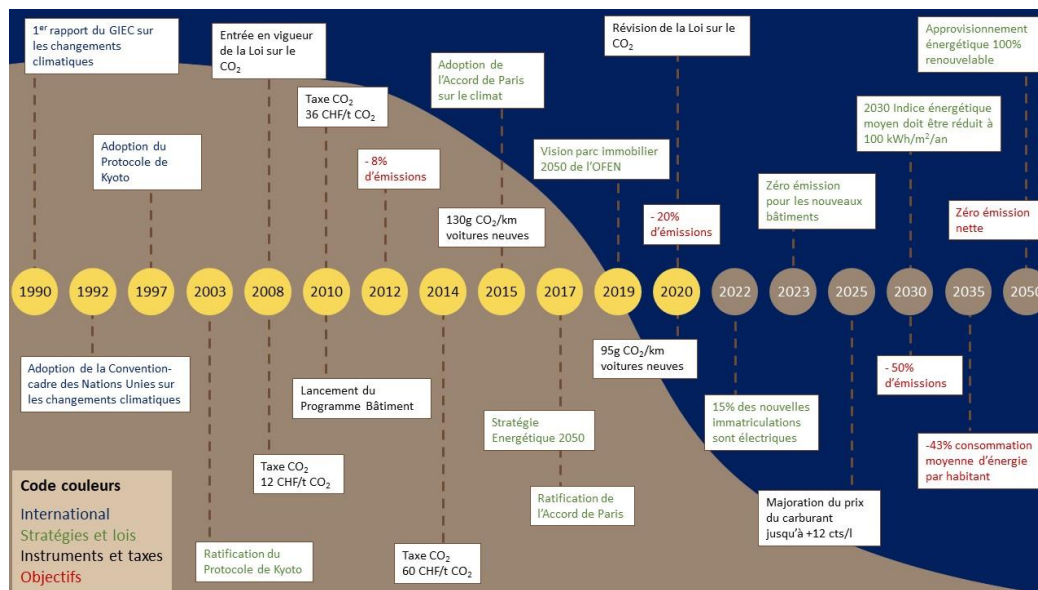 1er rapport du GIEC sur
les changements
climatiques
Entrée en vigueur
de la Loi sur le
CO2
Révision de la Loi sur le
CO2
Approvisionnement
énergétique 100%
renouvelable
Adoption de
l'Accord de Paris
sur le climat
Taxe CO2
36 CHF/t CO2
2030 Indice énergétique
moyen doit être réduit à
100 kWh/m2/an
Adoption du
Protocole de
Kyoto
- 8%
d'émissions
Vision parc immobilier
2050 de l'OFEN
Zéro émission
pour les nouveaux
bâtiments
130g CO2/km
voitures neuves
- 20%
d'émissions
Zéro émission
nette
1990 1992 1997 2003 2008 2010 2012 2014 2015 2017 2019 2020 2022 2023 2025 2030 2035 2050
Adoption de la Convention-
cadre des Nations Unies sur
les changements climatiques
Lancement du
Programme Bâtiment
95g CO2/km
voitures neuves
- 50%
d'émissions
Stratégie
Energétique 2050
15% des nouvelles
immatriculations
sont électriques
-43% consommation
moyenne d'énergie
par habitant
Taxe CO2
12 CHF/t CO2
Ratification de
l'Accord de Paris
Majoration du prix
du carburant
jusqu'à +12 cts/l
Ratification du
Protocole de Kyoto
Taxe CO2
60 CHF/t CO2
Code couleurs
International
Stratégies et lois
Instruments et taxes
Objectifs